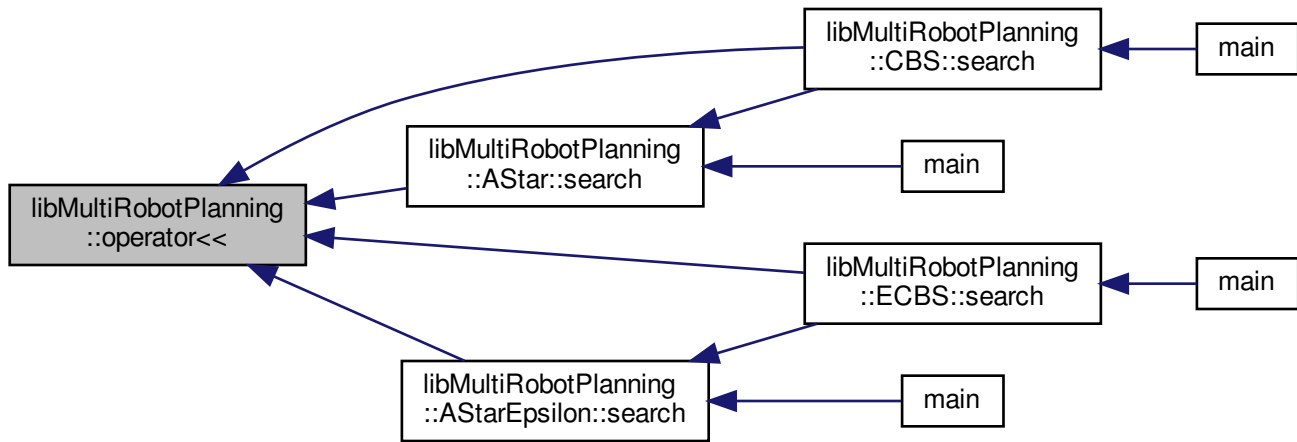 libMultiRobotPlanning
::operator<<
libMultiRobotPlanning
::CBS::search
main
libMultiRobotPlanning
::AStar::search
main
libMultiRobotPlanning
::ECBS::search
main
libMultiRobotPlanning
::AStarEpsilon::search
main